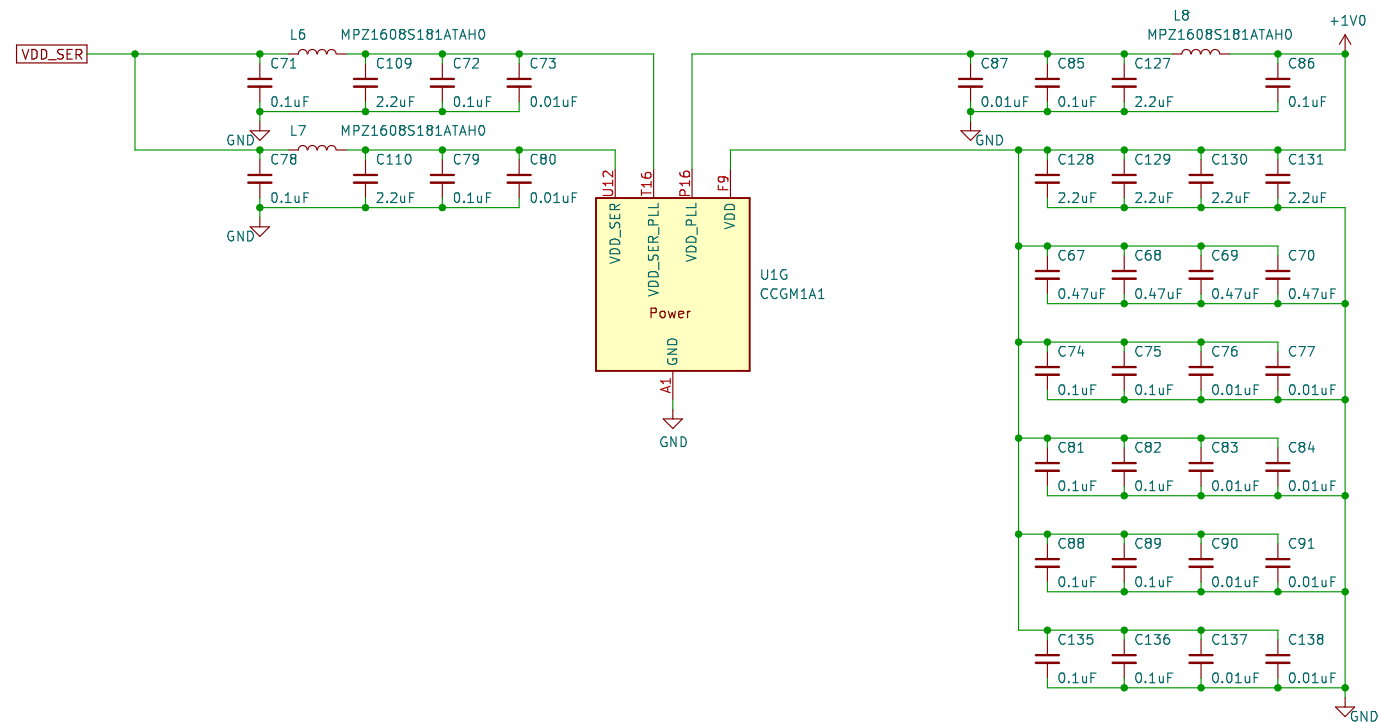 L8
+1V0
L6
MPZ1608S181ATAH0
MPZ1608S181ATAH0
VDD_SER
C71
C109
C72
C73
C87
C85
C127
C86
0.1uF
2.2uF
0.1uF
0.01uF
0.01uF
0.1uF
2.2uF
0.1uF
L7
MPZ1608S181ATAH0
GND
GND
C78
C110
C79
C80
C128
C129
C130
C131
0.1uF
2.2uF
0.1uF
0.01uF
2.2uF
2.2uF
2.2uF
2.2uF
U12
T16
P16
F9
GND
VDD_SER
VDD_SER_PLL
VDD_PLL
VDD
C67
C68
C69
C70
U1G
CCGM1A1
0.47uF
0.47uF
0.47uF
0.47uF
Power
GND
C74
C75
C76
C77
A1
0.1uF
0.1uF
0.01uF
0.01uF
GND
C81
C82
C83
C84
0.1uF
0.1uF
0.01uF
0.01uF
C88
C89
C90
C91
0.1uF
0.1uF
0.01uF
0.01uF
C135
C136
C137
C138
0.1uF
0.1uF
0.01uF
0.01uF
GND